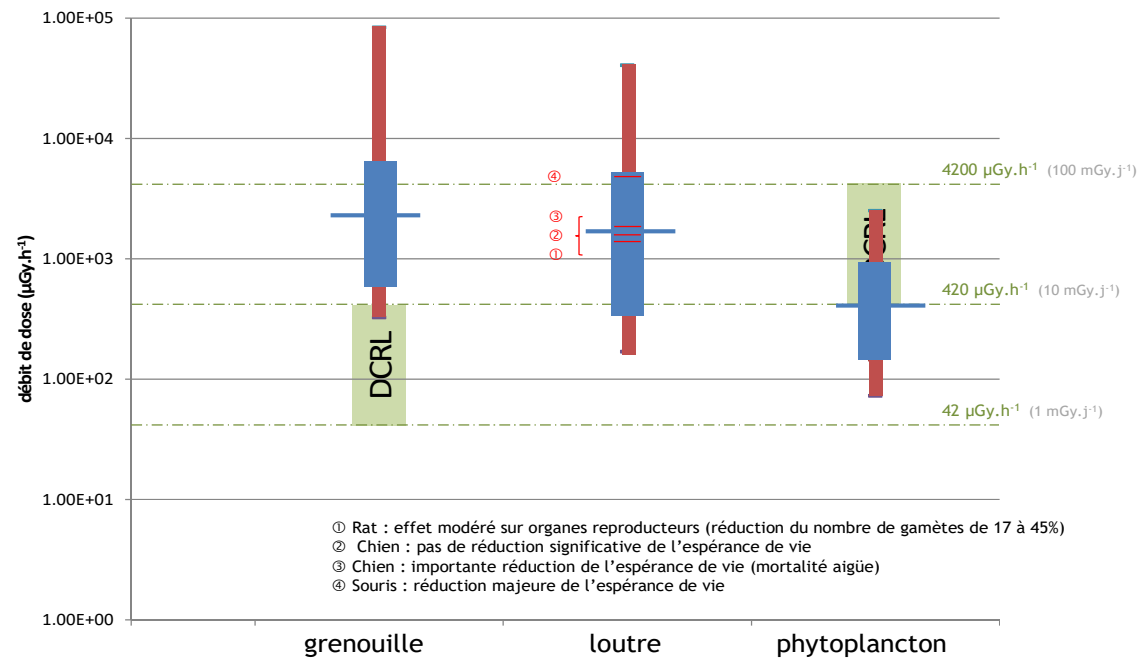 1.00E+05
1.00E+04
1.00E+03
1.00E+02
1.00E+01
1.00E+00
débit de dose (µGy.h⁻¹)
4200 µGy.h⁻¹ (100 mGy.j⁻¹)
420 µGy.h⁻¹ (10 mGy.j⁻¹)
42 µGy.h⁻¹ (1 mGy.j⁻¹)
④
③
②
①
DCRL
① Rat : effet modéré sur organes reproducteurs (réduction du nombre de gamètes de 17 à 45%)
② Chien : pas de réduction significative de l’espérance de vie
③ Chien : importante réduction de l’espérance de vie (mortalité aigüe)
④ Souris : réduction majeure de l’espérance de vie
grenouille loutre phytoplancton